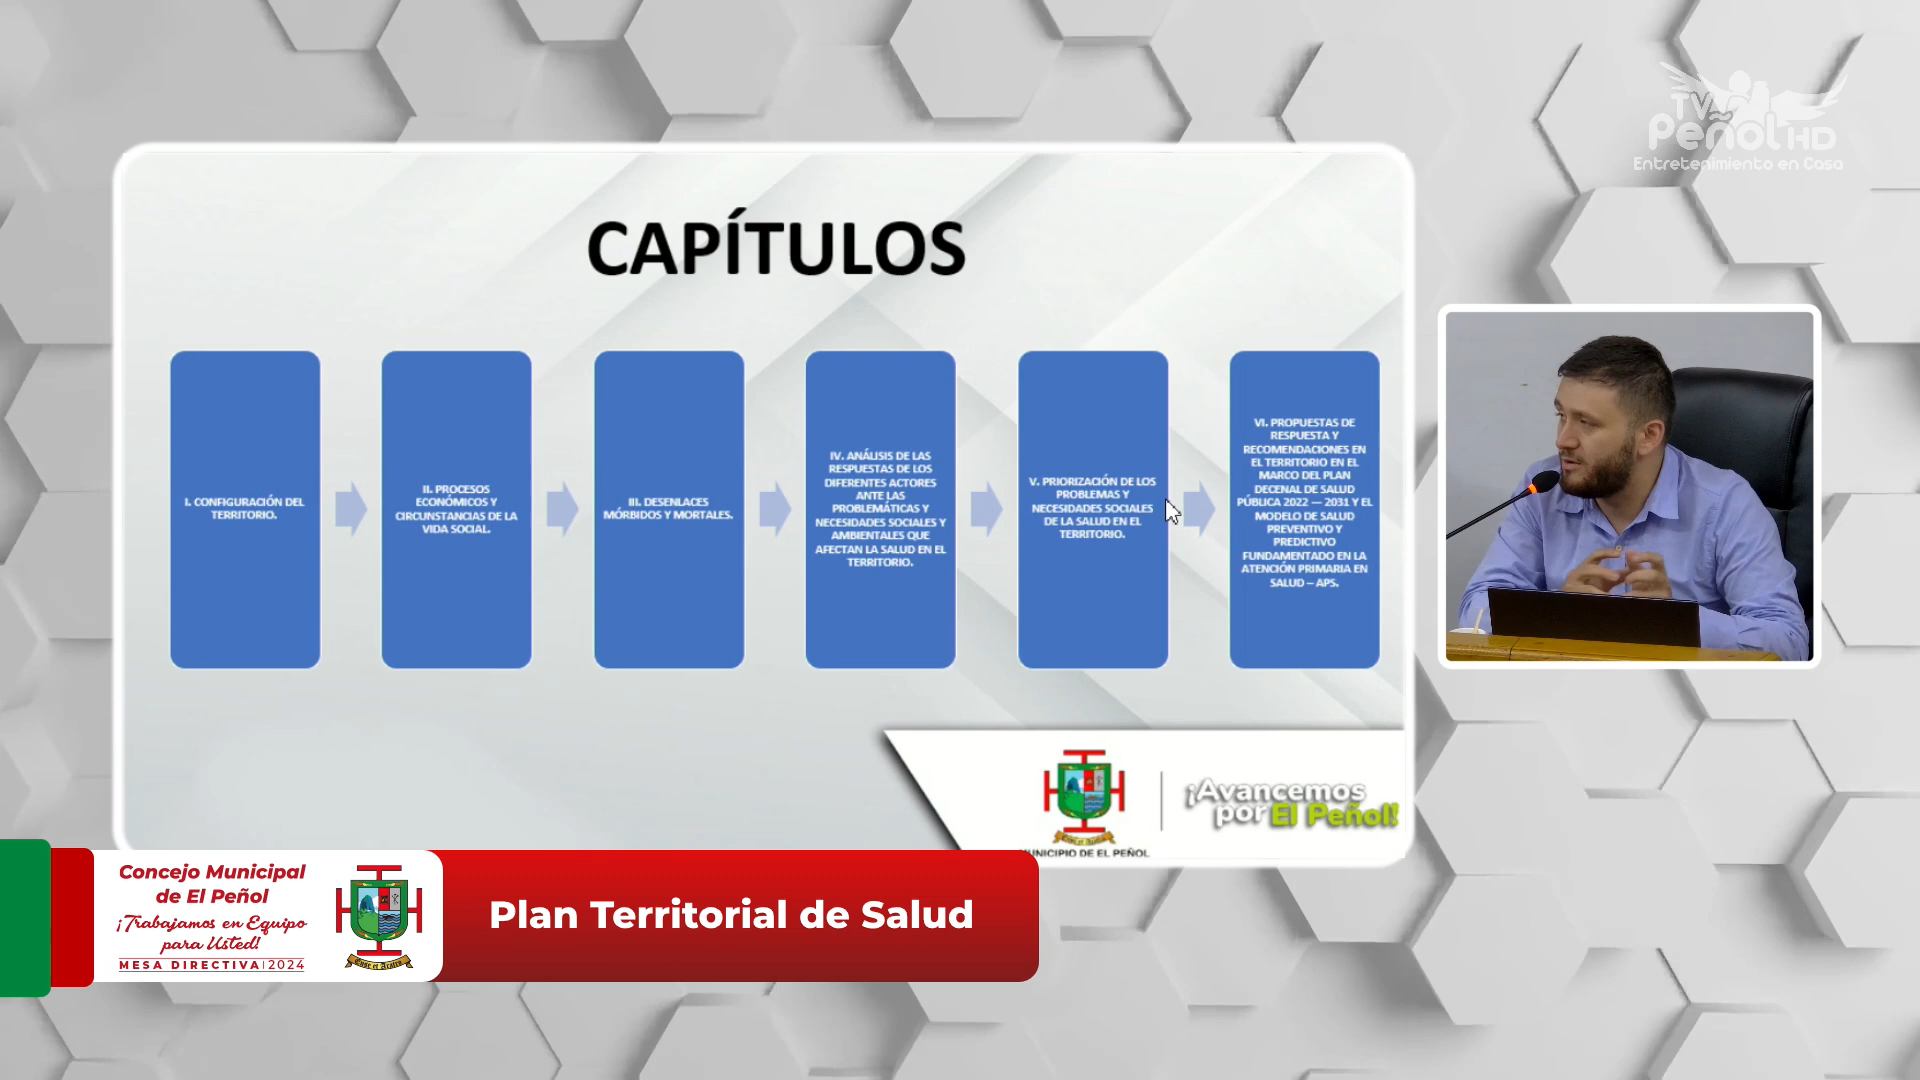 TV
Peñol HD
Entretenimiento en Casa
CAPÍTULOS
I. CONFIGURACIÓN DEL
TERRITORIO.
II. PROCESOS
ECONÓMICOS Y
CIRCUNSTANCIAS DE LA
VIDA SOCIAL.
III. DESENLACES
MÓRBIDOS Y MORTALES.
IV. ANÁLISIS DE LAS
RESPUESTAS DE LOS
DIFERENTES ACTORES
ANTE LAS
PROBLEMÁTICAS Y
NECESIDADES SOCIALES Y
AMBIENTALES QUE
AFECTAN LA SALUD EN EL
TERRITORIO.
V. PRIORIZACIÓN DE LOS
PROBLEMAS Y
NECESIDADES SOCIALES
DE LA SALUD EN EL
TERRITORIO.
VI. PROPUESTAS DE
RESPUESTA Y
RECOMENDACIONES EN
EL TERRITORIO EN EL
MARCO DEL PLAN
DECENAL DE SALUD
PÚBLICA 2022 — 2031 Y EL
MODELO DE SALUD
PREVENTIVO Y
PREDICTIVO
FUNDAMENTADO EN LA
ATENCIÓN PRIMARIA EN
SALUD – APS.
¡Avancemos
por El Peñol!
UNICIPIO DE EL PEÑOL
Concejo Municipal
de El Peñol
¡Trabajamos en Equipo
para Usted!
MESA DIRECTIVA|2024
Plan Territorial de Salud